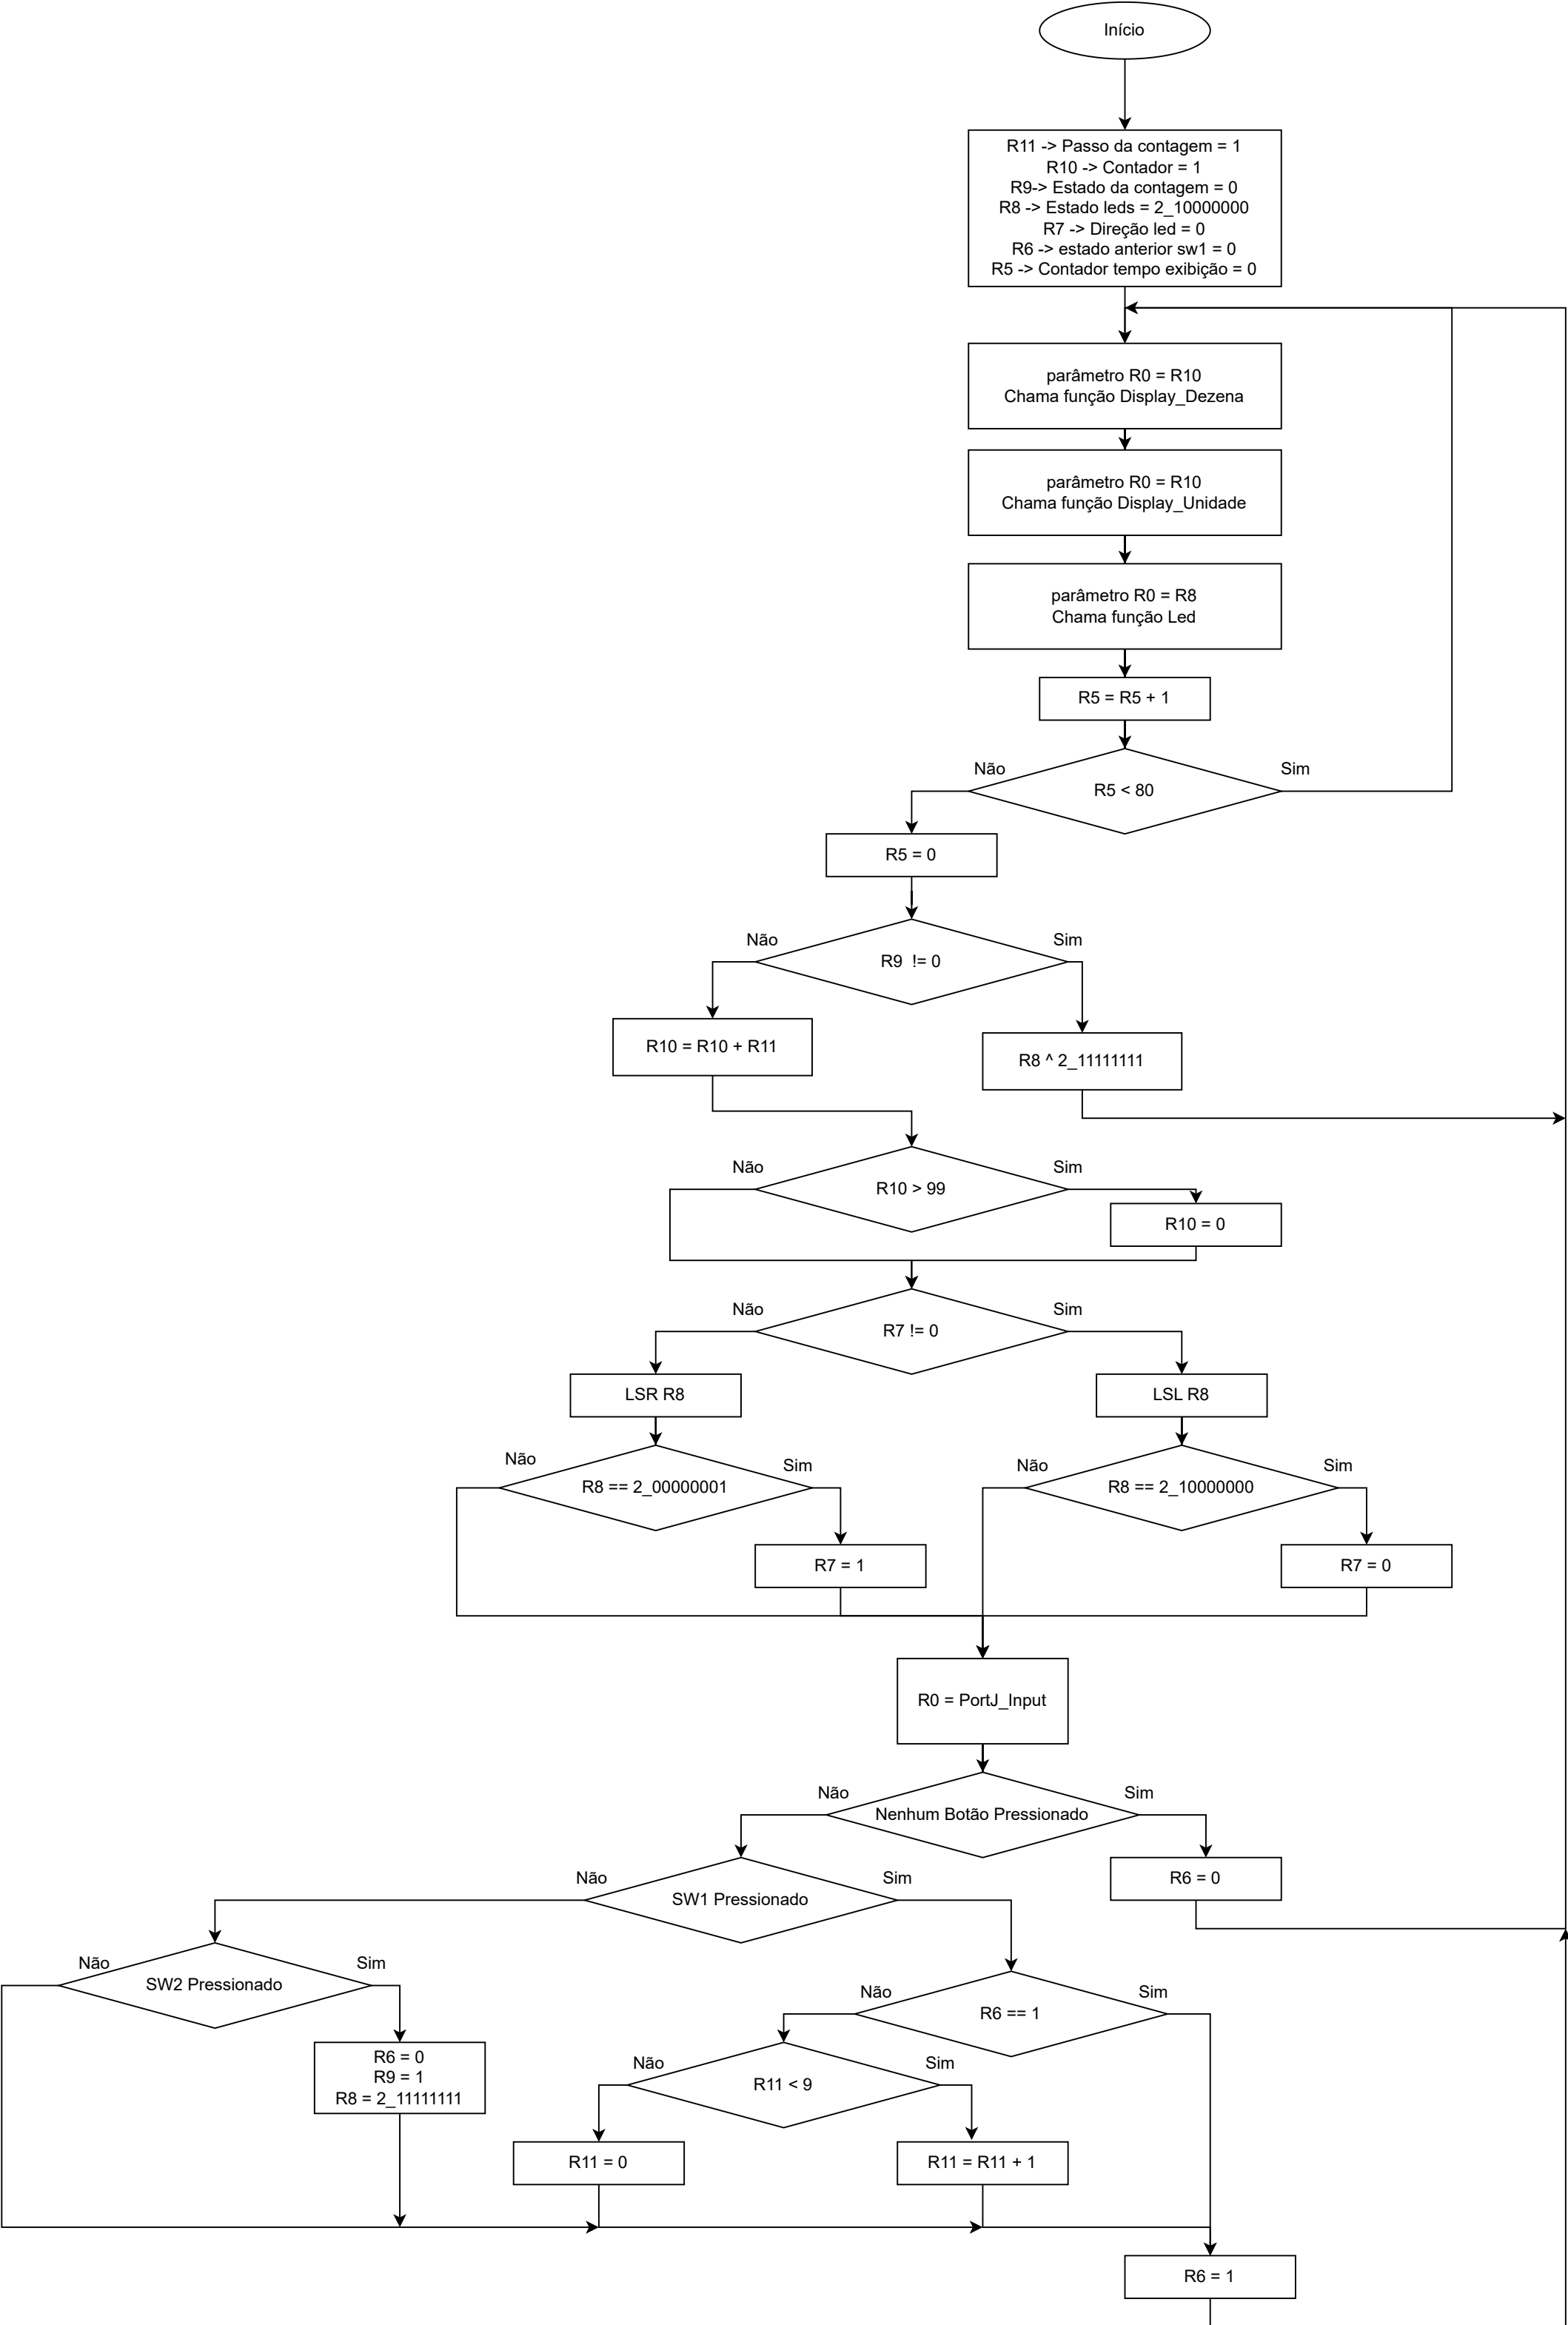 Início
R11 -> Passo da contagem = 1
R10 -> Contador = 1
R9-> Estado da contagem = 0
R8 -> Estado leds = 2_10000000
R7 -> Direção led = 0
R6 -> estado anterior sw1 = 0
R5 -> Contador tempo exibição = 0
parâmetro R0 = R10
Chama função Display_Dezena
parâmetro R0 = R10
Chama função Display_Unidade
parâmetro R0 = R8
Chama função Led
R5 = R5 + 1
Não
Sim
R5 < 80
R5 = 0
Não
Sim
R9 != 0
R10 = R10 + R11
R8 ^ 2_11111111
Não
Sim
R10 > 99
R10 = 0
Não
Sim
R7 != 0
LSR R8
LSL R8
Não
Sim
Não
Sim
R8 == 2_00000001
R8 == 2_10000000
R7 = 1
R7 = 0
R0 = PortJ_Input
Não
Sim
Nenhum Botão Pressionado
Não
Sim
R6 = 0
SW1 Pressionado
Não
Sim
SW2 Pressionado
Não
Sim
R6 == 1
R6 = 0
R9 = 1
R8 = 2_11111111
Não
Sim
R11 < 9
R11 = 0
R11 = R11 + 1
R6 = 1